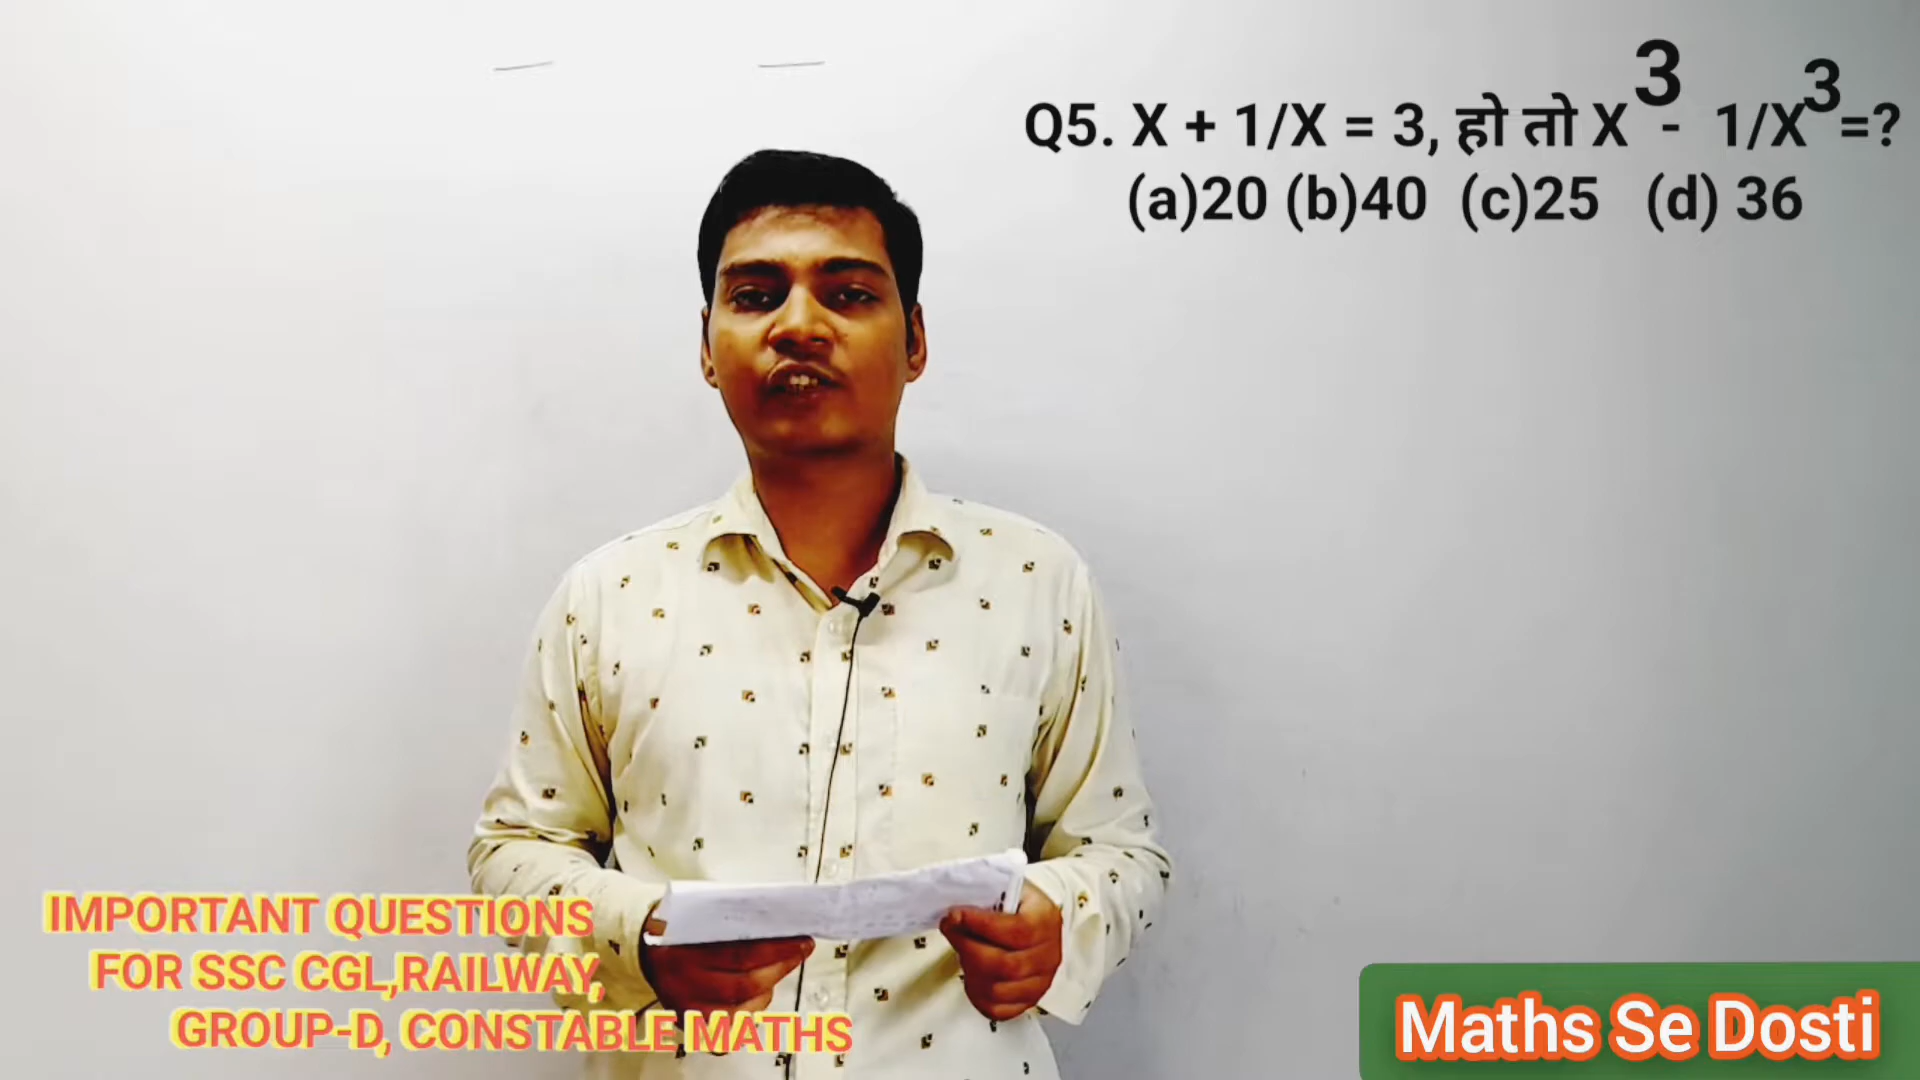 Q5. X + 1/X = 3, हो तो X³- 1/X³=?
(a)20 (b)40 (c)25 (d) 36
IMPORTANT QUESTIONS
FOR SSC CGL,RAILWAY,
GROUP-D, CONSTABLE MATHS
Maths Se Dosti